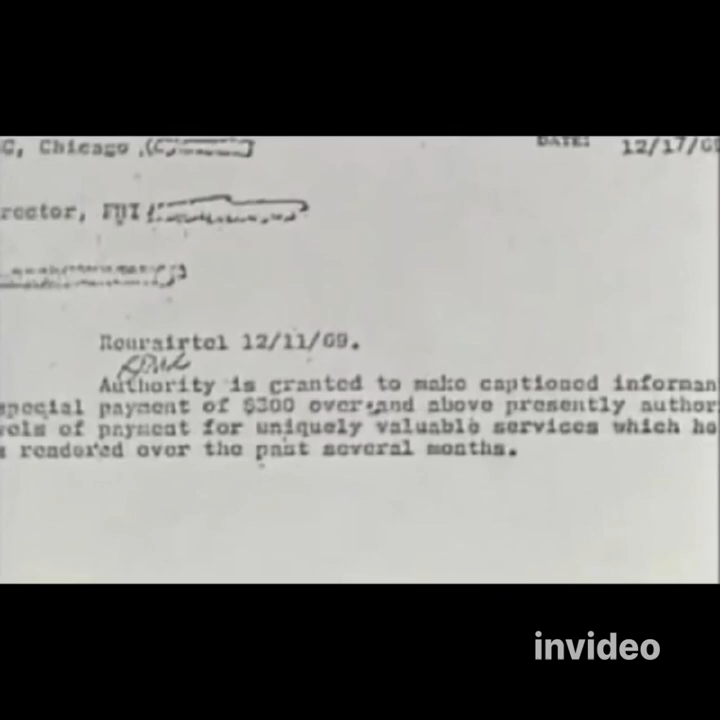 C, Chicago
DATE: 12/17/69
rector, FBI
Reurairtel 12/11/69.
Authority is granted to make captioned informan
special payment of $300 over and above presently author
vels of payment for uniquely valuable services which he
s rendered over the past several months.
invideo